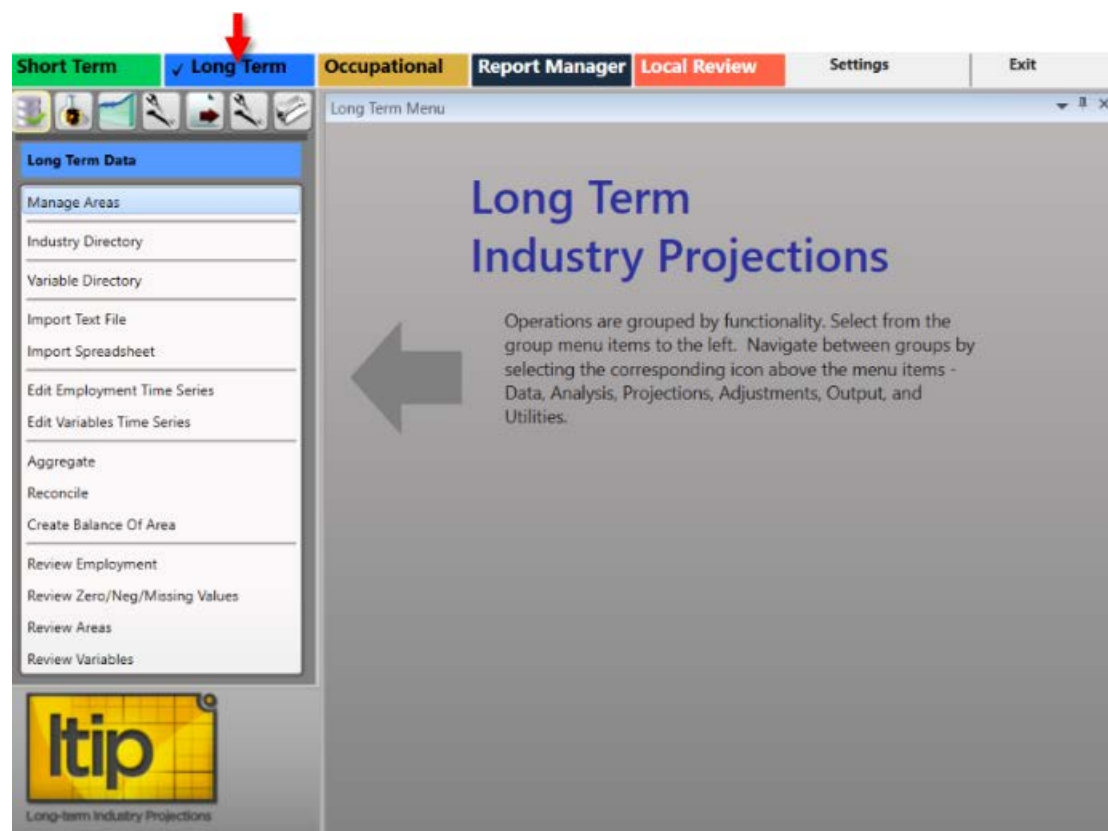 Short Term
✓ Long Term
Occupational
Report Manager
Local Review
Settings
Exit
Long Term Menu
Long Term Data
Manage Areas
Industry Directory
Variable Directory
Import Text File
Import Spreadsheet
Edit Employment Time Series
Edit Variables Time Series
Aggregate
Reconcile
Create Balance Of Area
Review Employment
Review Zero/Neg/Missing Values
Review Areas
Review Variables
ltip
Long-term Industry Projections
Long Term
Industry Projections
Operations are grouped by functionality. Select from the
group menu items to the left. Navigate between groups by
selecting the corresponding icon above the menu items -
Data, Analysis, Projections, Adjustments, Output, and
Utilities.